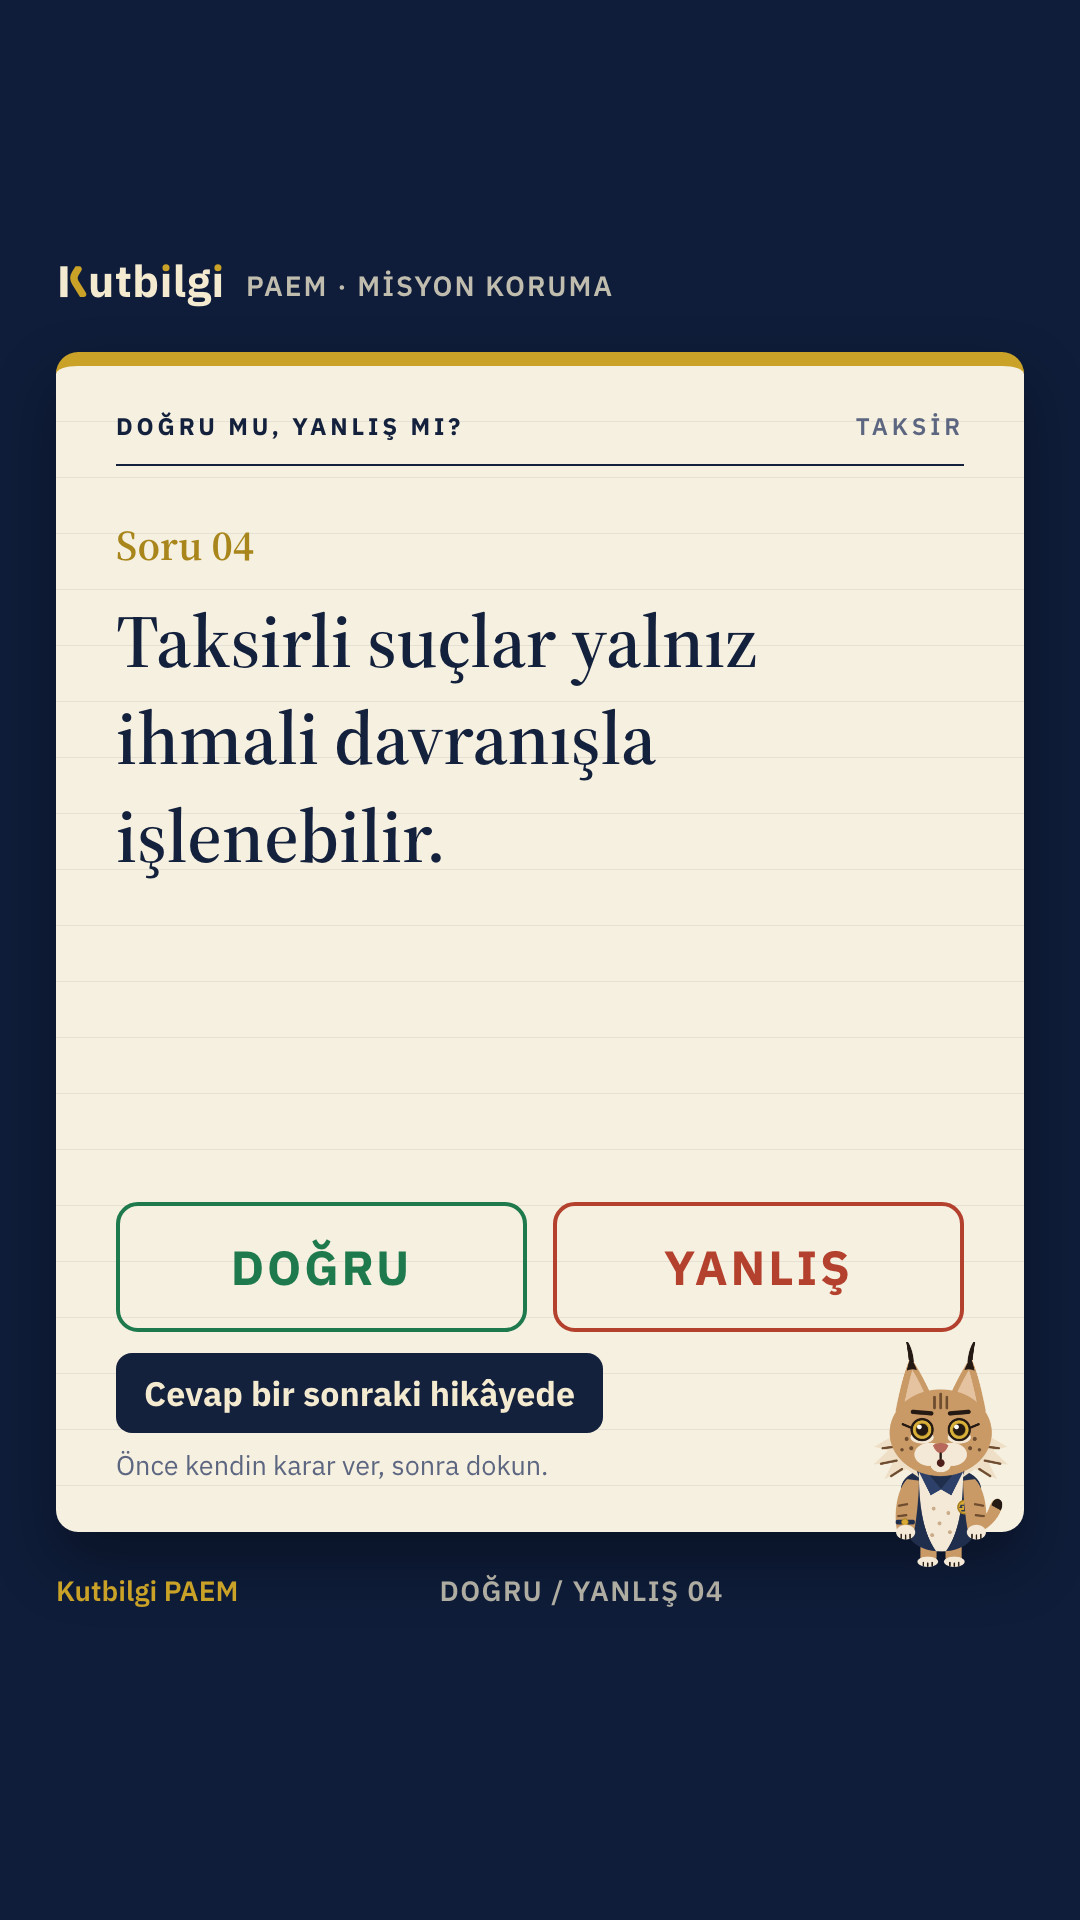 Kutbilgi PAEM · MİSYON KORUMA
DOĞRU MU, YANLIŞ MI? TAKSİR
Soru 04
Taksirli suçlar yalnız
ihmali davranışla
işlenebilir.
DOĞRU YANLIŞ
Cevap bir sonraki hikâyede
Önce kendin karar ver, sonra dokun.
Kutbilgi PAEM DOĞRU / YANLIŞ 04